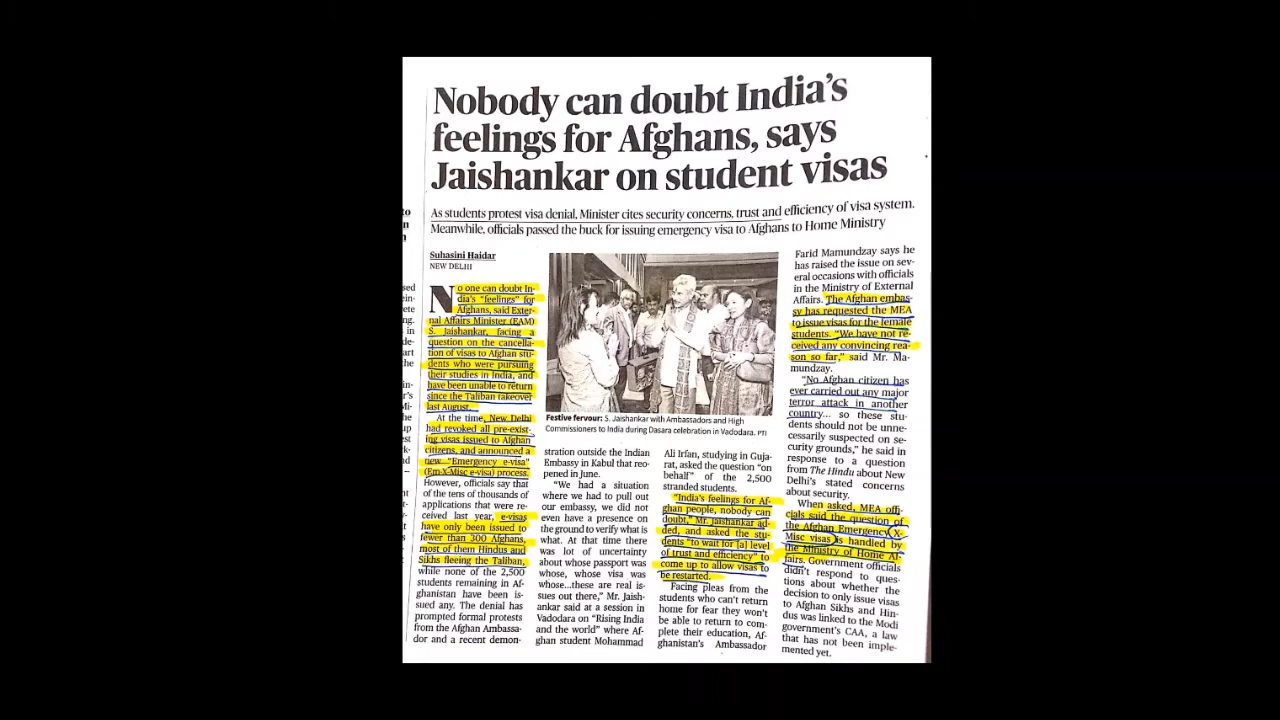 Nobody can doubt India's
feelings for Afghans, says
Jaishankar on student visas
As students protest visa denial, Minister cites security concerns, trust and efficiency of visa system.
Meanwhile, officials passed the buck for issuing emergency visa to Afghans to Home Ministry
Suhasini Haidar
NEW DELHI
No one can doubt In-
dia's "feelings" for
Afghans, said Exter-
nal Affairs Minister (EAM)
S. Jaishankar, facing a
question on the cancella-
tion of visas to Afghan stu-
dents who were pursuing
their studies in India, and
have been unable to return
since the Taliban takeover
last August.
At the time, New Delhi
had revoked all pre-exist-
ing visas issued to Afghan
citizens, and announced a
new "Emergency e-visa"
(Em-X-Misc e-visa) process.
However, officials say that
of the tens of thousands of
applications that were re-
ceived last year, e-visas
have only been issued to
fewer than 300 Afghans,
most of them Hindus and
Sikhs fleeing the Taliban,
while none of the 2,500
students remaining in Af-
ghanistan have been is-
sued any. The denial has
prompted formal protests
from the Afghan Ambassa-
dor and a recent demon-
Festive fervour: S. Jaishankar with Ambassadors and High
Commissioners to India during Dasara celebration in Vadodara. PTI
stration outside the Indian
Embassy in Kabul that reo-
pened in June.
"We had a situation
where we had to pull out
our embassy, we did not
even have a presence on
the ground to verify what is
what. At that time there
was lot of uncertainty
about whose passport was
whose, whose visa was
whose...these are real is-
sues out there," Mr. Jaish-
ankar said at a session in
Vadodara on "Rising India
and the world" where Af-
ghan student Mohammad
Ali Irfan, studying in Guja-
rat, asked the question "on
behalf" of the 2,500
stranded students.
"India's feelings for Af-
ghan people, nobody can
doubt," Mr. Jaishankar ad-
ded, and asked the stu-
dents "to wait for [a] level
of trust and efficiency" to
come up to allow visas to
be restarted.
Facing pleas from the
students who can't return
home for fear they won't
be able to return to com-
plete their education, Af-
ghanistan's Ambassador
Farid Mamundzay says he
has raised the issue on sev-
eral occasions with officials
in the Ministry of External
Affairs. The Afghan embas-
sy has requested the MEA
to issue visas for the female
students. "We have not re-
ceived any convincing rea-
son so far," said Mr. Ma-
mundzay.
"No Afghan citizen has
ever carried out any major
terror attack in another
country... so these stu-
dents should not be unne-
cessarily suspected on se-
curity grounds," he said in
response to a question
from The Hindu about New
Delhi's stated concerns
about security.
When asked, MEA offi-
cials said the question of
the Afghan Emergency X-
Misc visas is handled by
the Ministry of Home Af-
fairs. Government officials
didn't respond to ques-
tions about whether the
decision to only issue visas
to Afghan Sikhs and Hin-
dus was linked to the Modi
government's CAA, a law
that has not been imple-
mented yet.